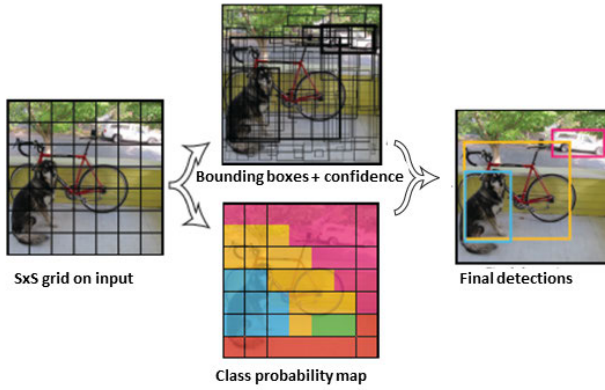 Bounding boxes + confidence
SxS grid on input
Final detections
Class probability map